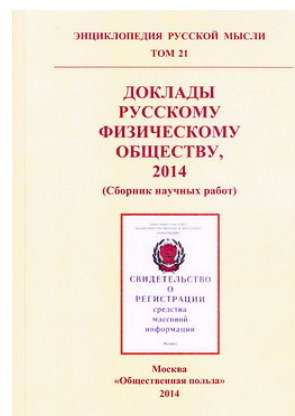 ЭНЦИКЛОПЕДИЯ РУССКОЙ МЫСЛИ
ТОМ 21
ДОКЛАДЫ
РУССКОМУ
ФИЗИЧЕСКОМУ
ОБЩЕСТВУ,
2014
(Сборник научных работ)
СВИДЕТЕЛЬСТВО
О
РЕГИСТРАЦИИ
средства
массовой
информации
Москва
Москва
«Общественная польза»
2014